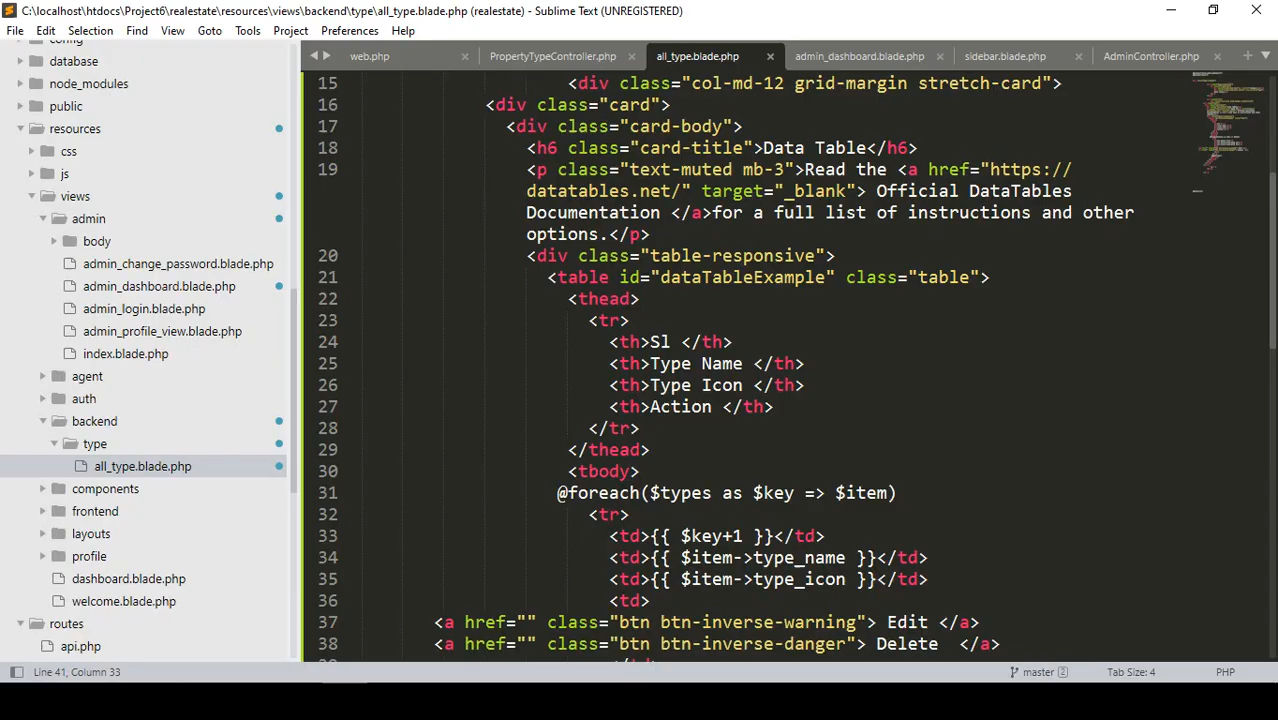 C:\localhost\htdocs\Project6\realestate\resources\views\backend\type\all_type.blade.php (realestate) - Sublime Text (UNREGISTERED)
File Edit Selection Find View Goto Tools Project Preferences Help
config
database
node_modules
public
resources
css
js
views
admin
body
admin_change_password.blade.php
admin_dashboard.blade.php
admin_login.blade.php
admin_profile_view.blade.php
index.blade.php
agent
auth
backend
type
all_type.blade.php
components
frontend
layouts
profile
dashboard.blade.php
welcome.blade.php
routes
api.php
web.php × PropertyTypeController.php × all_type.blade.php × admin_dashboard.blade.php × sidebar.blade.php × AdminController.php ×
15 <div class="col-md-12 grid-margin stretch-card">
16 <div class="card">
17 <div class="card-body">
18 <h6 class="card-title">Data Table</h6>
19 <p class="text-muted mb-3">Read the <a href="https://
datatables.net/" target="_blank"> Official DataTables
Documentation </a>for a full list of instructions and other
options.</p>
20 <div class="table-responsive">
21 <table id="dataTableExample" class="table">
22 <thead>
23 <tr>
24 <th>Sl </th>
25 <th>Type Name </th>
26 <th>Type Icon </th>
27 <th>Action </th>
28 </tr>
29 </thead>
30 <tbody>
31 @foreach($types as $key => $item)
32 <tr>
33 <td>{{ $key+1 }}</td>
34 <td>{{ $item->type_name }}</td>
35 <td>{{ $item->type_icon }}</td>
36 <td>
37 <a href="" class="btn btn-inverse-warning"> Edit </a>
38 <a href="" class="btn btn-inverse-danger"> Delete </a>
Line 41, Column 33 master 2 Tab Size: 4 PHP